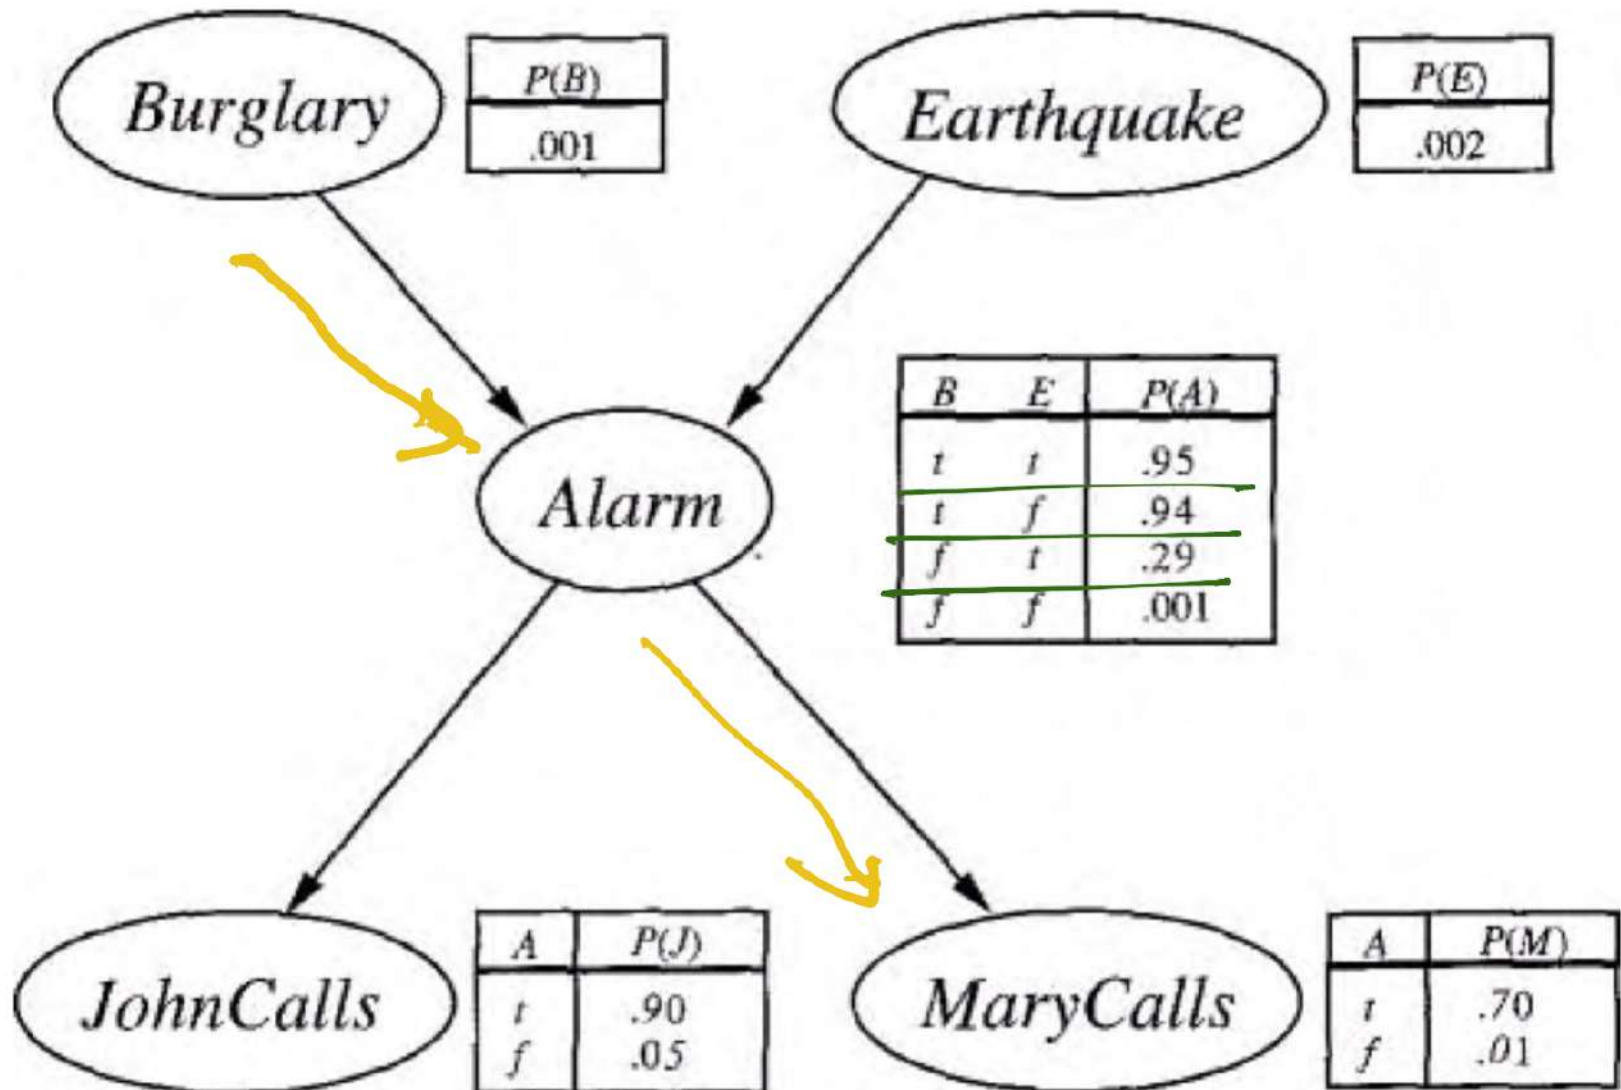 Burglary
P(B)
.001
Earthquake
P(E)
.002
B E P(A)
t t .95
t f .94
f t .29
f f .001
Alarm
JohnCalls
A P(J)
t .90
f .05
MaryCalls
A P(M)
t .70
f .01